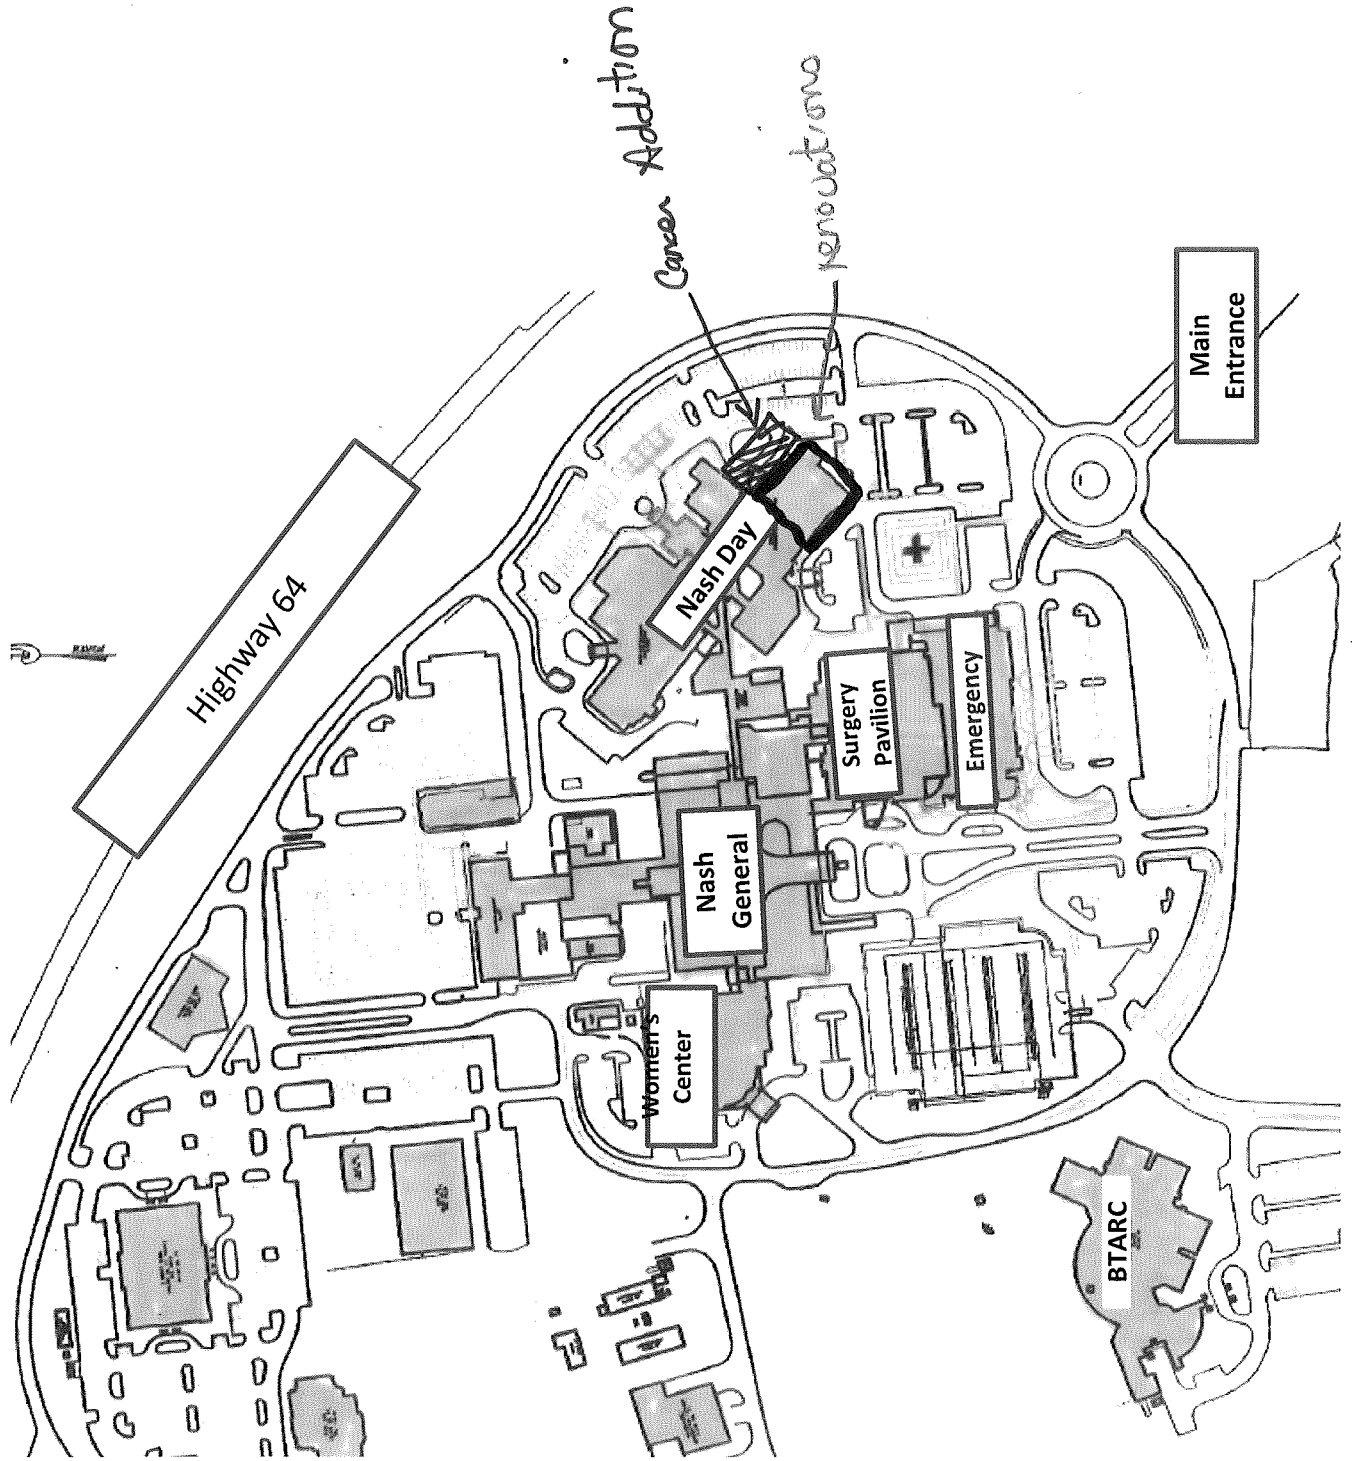 Cancer Addition
renovations
Highway 64
Main
Entrance
Nash Day
Surgery
Pavilion
Emergency
Nash
General
Women's
Center
BTARC